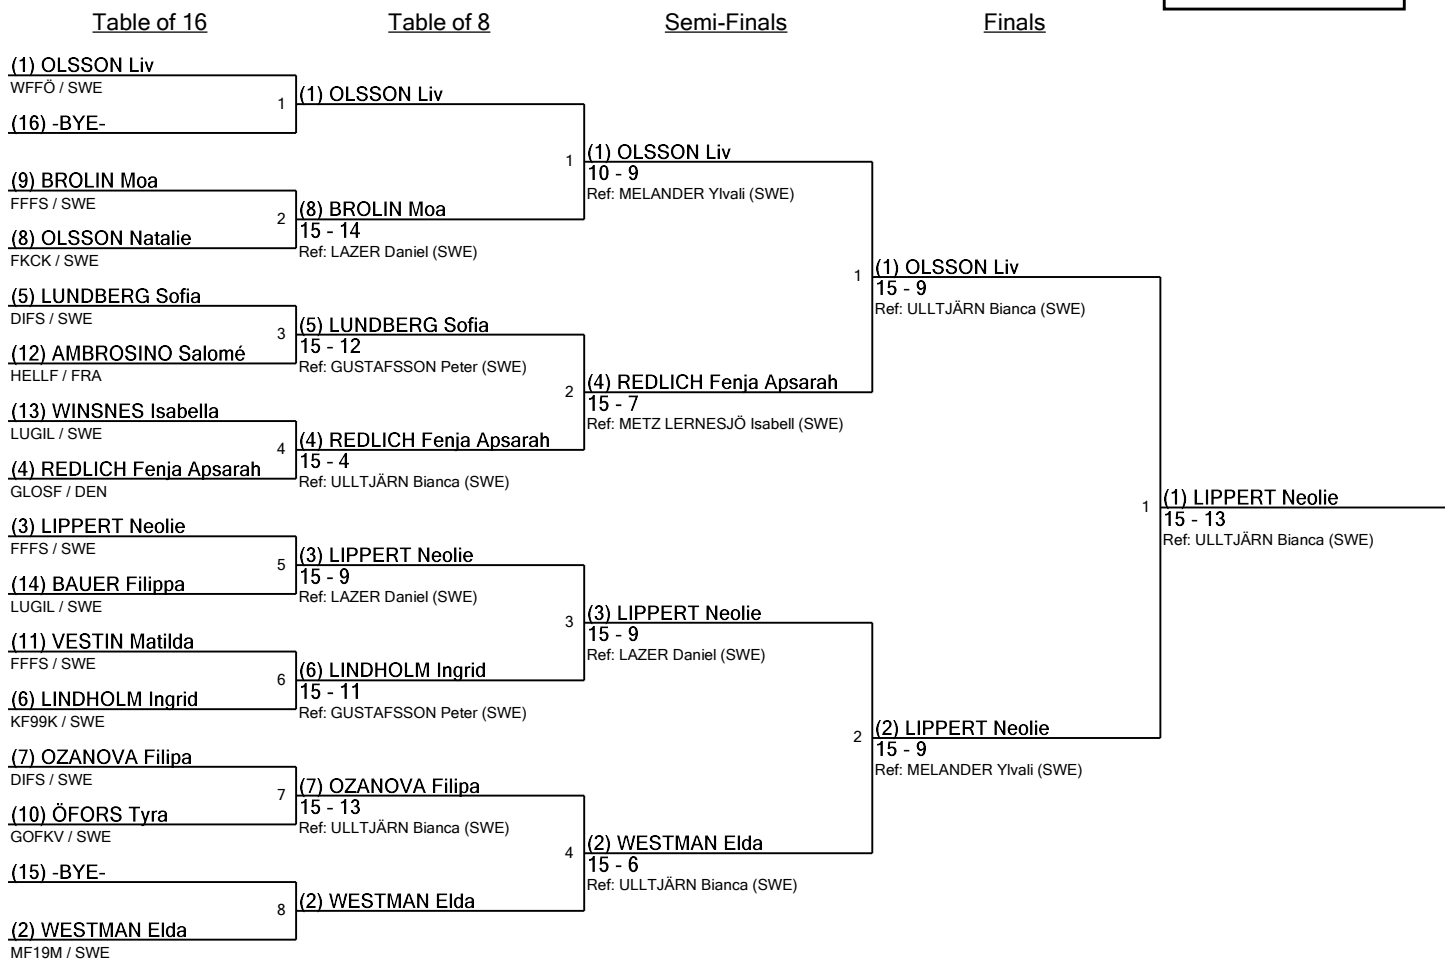 Table of 16
Table of 8
Semi-Finals
Finals
(1) OLSSON Liv
WFFÖ / SWE
1
(16) -BYE-
(9) BROLIN Moa
FFFS / SWE
2
(8) OLSSON Natalie
FKCK / SWE
(5) LUNDBERG Sofia
DIFS / SWE
3
(12) AMBROSINO Salomé
HELLF / FRA
(13) WINSNES Isabella
LUGIL / SWE
4
(4) REDLICH Fenja Apsarah
GLOSF / DEN
(3) LIPPERT Neolie
FFFS / SWE
5
(14) BAUER Filippa
LUGIL / SWE
(11) VESTIN Matilda
FFFS / SWE
6
(6) LINDHOLM Ingrid
KF99K / SWE
(7) OZANOVA Filipa
DIFS / SWE
7
(10) ÖFORS Tyra
GOFKV / SWE
(15) -BYE-
8
(2) WESTMAN Elda
MF19M / SWE
(1) OLSSON Liv
1
(8) BROLIN Moa
15 - 14
Ref: LAZER Daniel (SWE)
(5) LUNDBERG Sofia
15 - 12
Ref: GUSTAFSSON Peter (SWE)
2
(4) REDLICH Fenja Apsarah
15 - 4
Ref: ULLTJÄRN Bianca (SWE)
(3) LIPPERT Neolie
15 - 9
Ref: LAZER Daniel (SWE)
3
(6) LINDHOLM Ingrid
15 - 11
Ref: GUSTAFSSON Peter (SWE)
(7) OZANOVA Filipa
15 - 13
Ref: ULLTJÄRN Bianca (SWE)
4
(2) WESTMAN Elda
(1) OLSSON Liv
10 - 9
Ref: MELANDER Ylvali (SWE)
1
(4) REDLICH Fenja Apsarah
15 - 7
Ref: METZ LERNESJÖ Isabell (SWE)
(3) LIPPERT Neolie
15 - 9
Ref: LAZER Daniel (SWE)
2
(2) WESTMAN Elda
15 - 6
Ref: ULLTJÄRN Bianca (SWE)
(1) OLSSON Liv
15 - 9
Ref: ULLTJÄRN Bianca (SWE)
1
(2) LIPPERT Neolie
15 - 9
Ref: MELANDER Ylvali (SWE)
(1) LIPPERT Neolie
15 - 13
Ref: ULLTJÄRN Bianca (SWE)